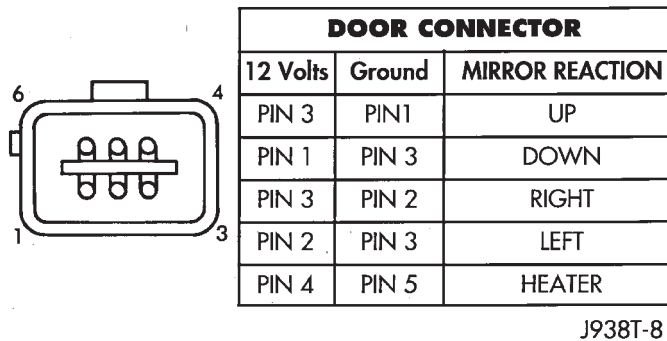 DOOR CONNECTOR
12 Volts Ground MIRROR REACTION
PIN 3 PIN1 UP
PIN 1 PIN 3 DOWN
PIN 3 PIN 2 RIGHT
PIN 2 PIN 3 LEFT
PIN 4 PIN 5 HEATER
6 4
1 3
J938T-8